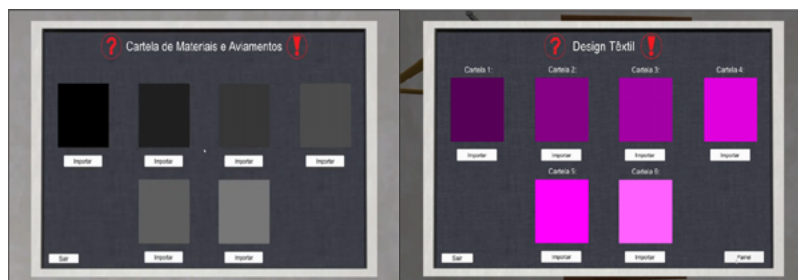 ? Cartela de Materiais e Aviamentos !
Importar Importar Importar Importar
Importar Importar
Sair
? Design Têxtil !
Cartela 1: Cartela 2: Cartela 3: Cartela 4:
Importar Importar Importar Importar
Cartela 5: Cartela 6:
Importar Importar
Sair
Painel